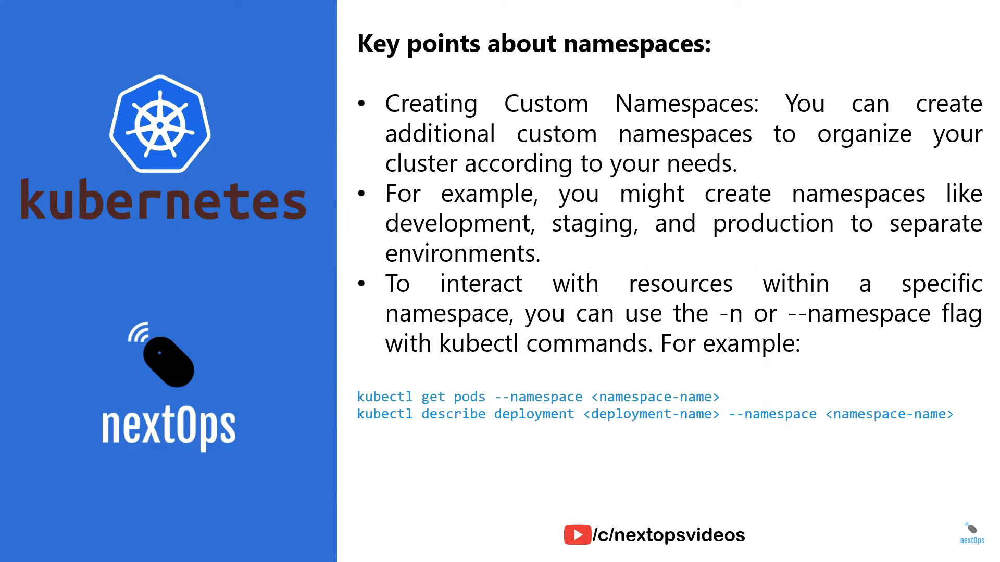 kubernetes
nextOps
Key points about namespaces:
• Creating Custom Namespaces: You can create
additional custom namespaces to organize your
cluster according to your needs.
• For example, you might create namespaces like
development, staging, and production to separate
environments.
• To interact with resources within a specific
namespace, you can use the -n or --namespace flag
with kubectl commands. For example:
kubectl get pods --namespace <namespace-name>
kubectl describe deployment <deployment-name> --namespace <namespace-name>
/c/nextopsvideos
nextOps